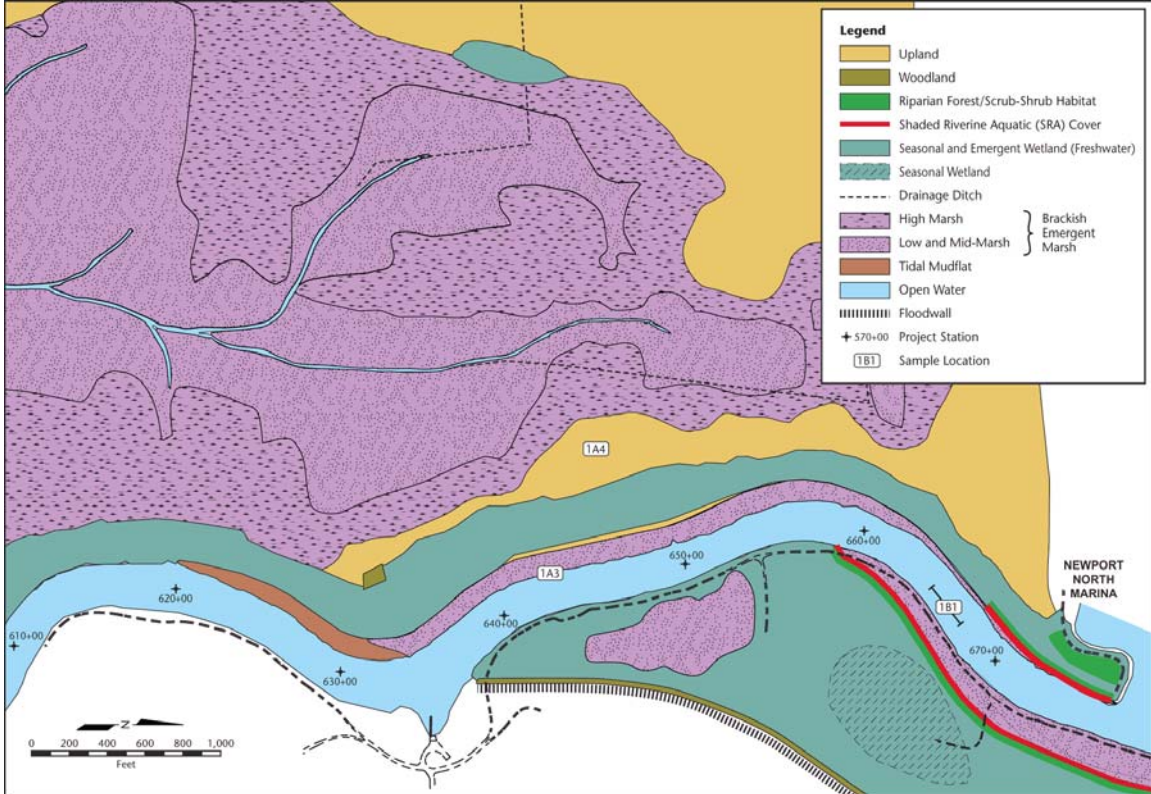 Legend
Upland
Woodland
Riparian Forest/Scrub-Shrub Habitat
Shaded Riverine Aquatic (SRA) Cover
Seasonal and Emergent Wetland (Freshwater)
Seasonal Wetland
Drainage Ditch
High Marsh
Low and Mid-Marsh
Brackish
Emergent
Marsh
Tidal Mudflat
Open Water
Floodwall
570+00 Project Station
1B1 Sample Location
1A4
1A3
1B1
610+00
620+00
630+00
640+00
650+00
660+00
670+00
NEWPORT
NORTH
MARINA
N
0 200 400 600 800 1,000
Feet